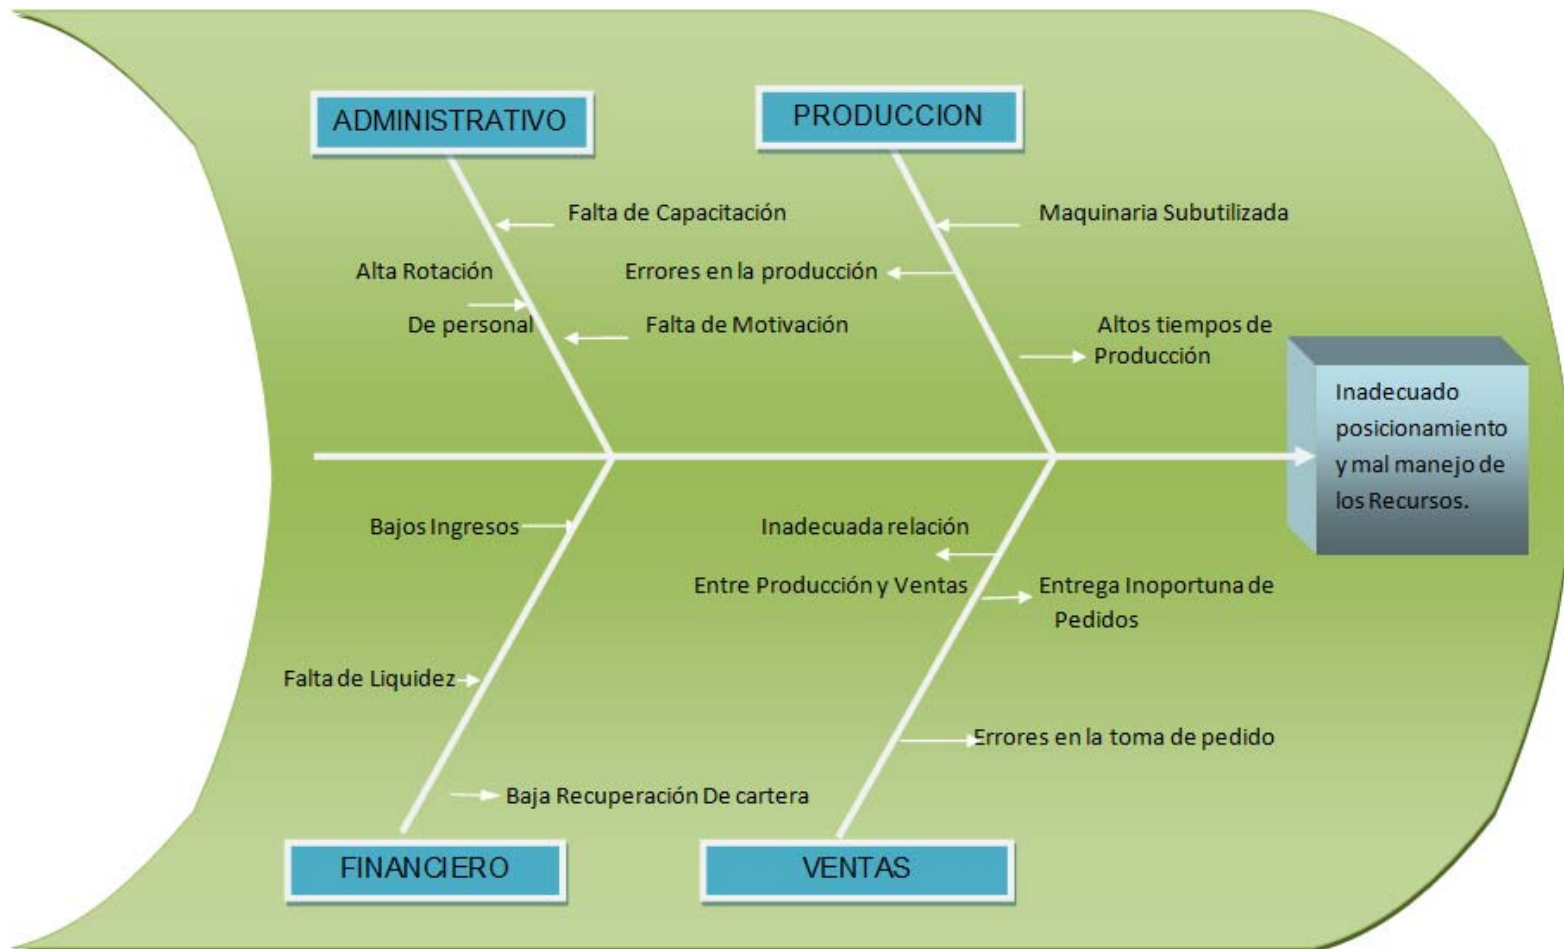 ADMINISTRATIVO
PRODUCCION
Falta de Capacitación
Maquinaria Subutilizada
Alta Rotación
De personal
Errores en la producción
Falta de Motivación
Altos tiempos de
Producción
Inadecuado
posicionamiento
y mal manejo de
los Recursos.
Bajos Ingresos
Inadecuada relación
Entre Producción y Ventas
Entrega Inoportuna de
Pedidos
Falta de Liquidez
Errores en la toma de pedido
Baja Recuperación De cartera
FINANCIERO
VENTAS